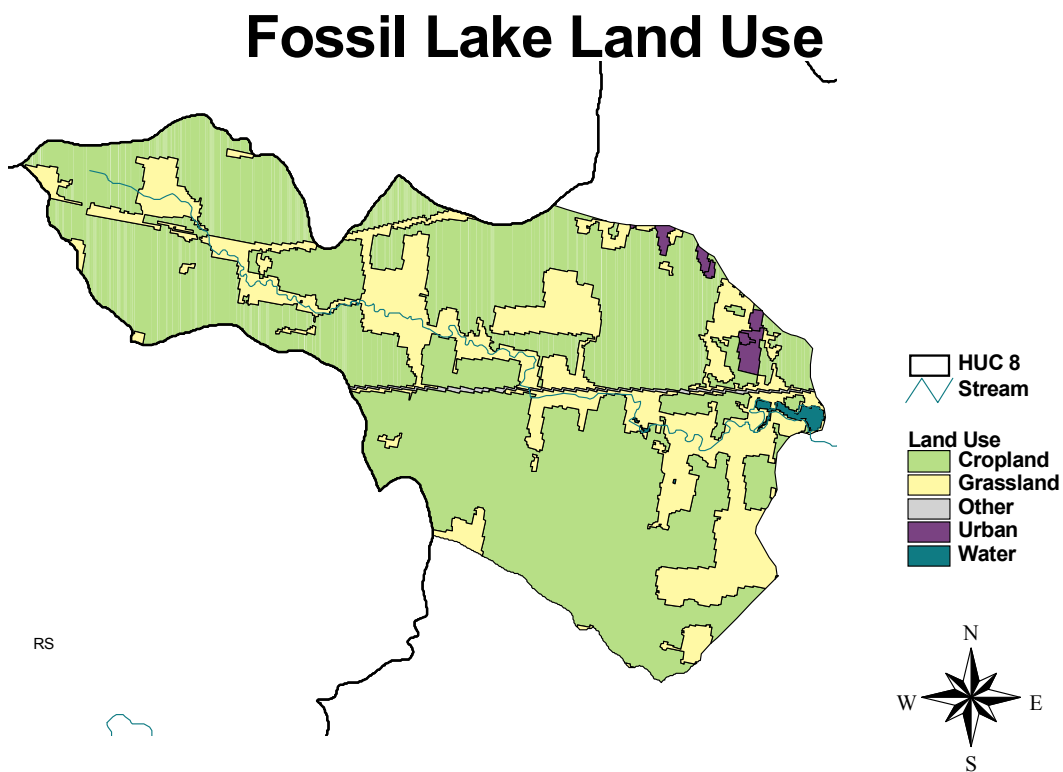 Fossil Lake Land Use
HUC 8
Stream
Land Use
Cropland
Grassland
Other
Urban
Water
RS
N
W
E
S